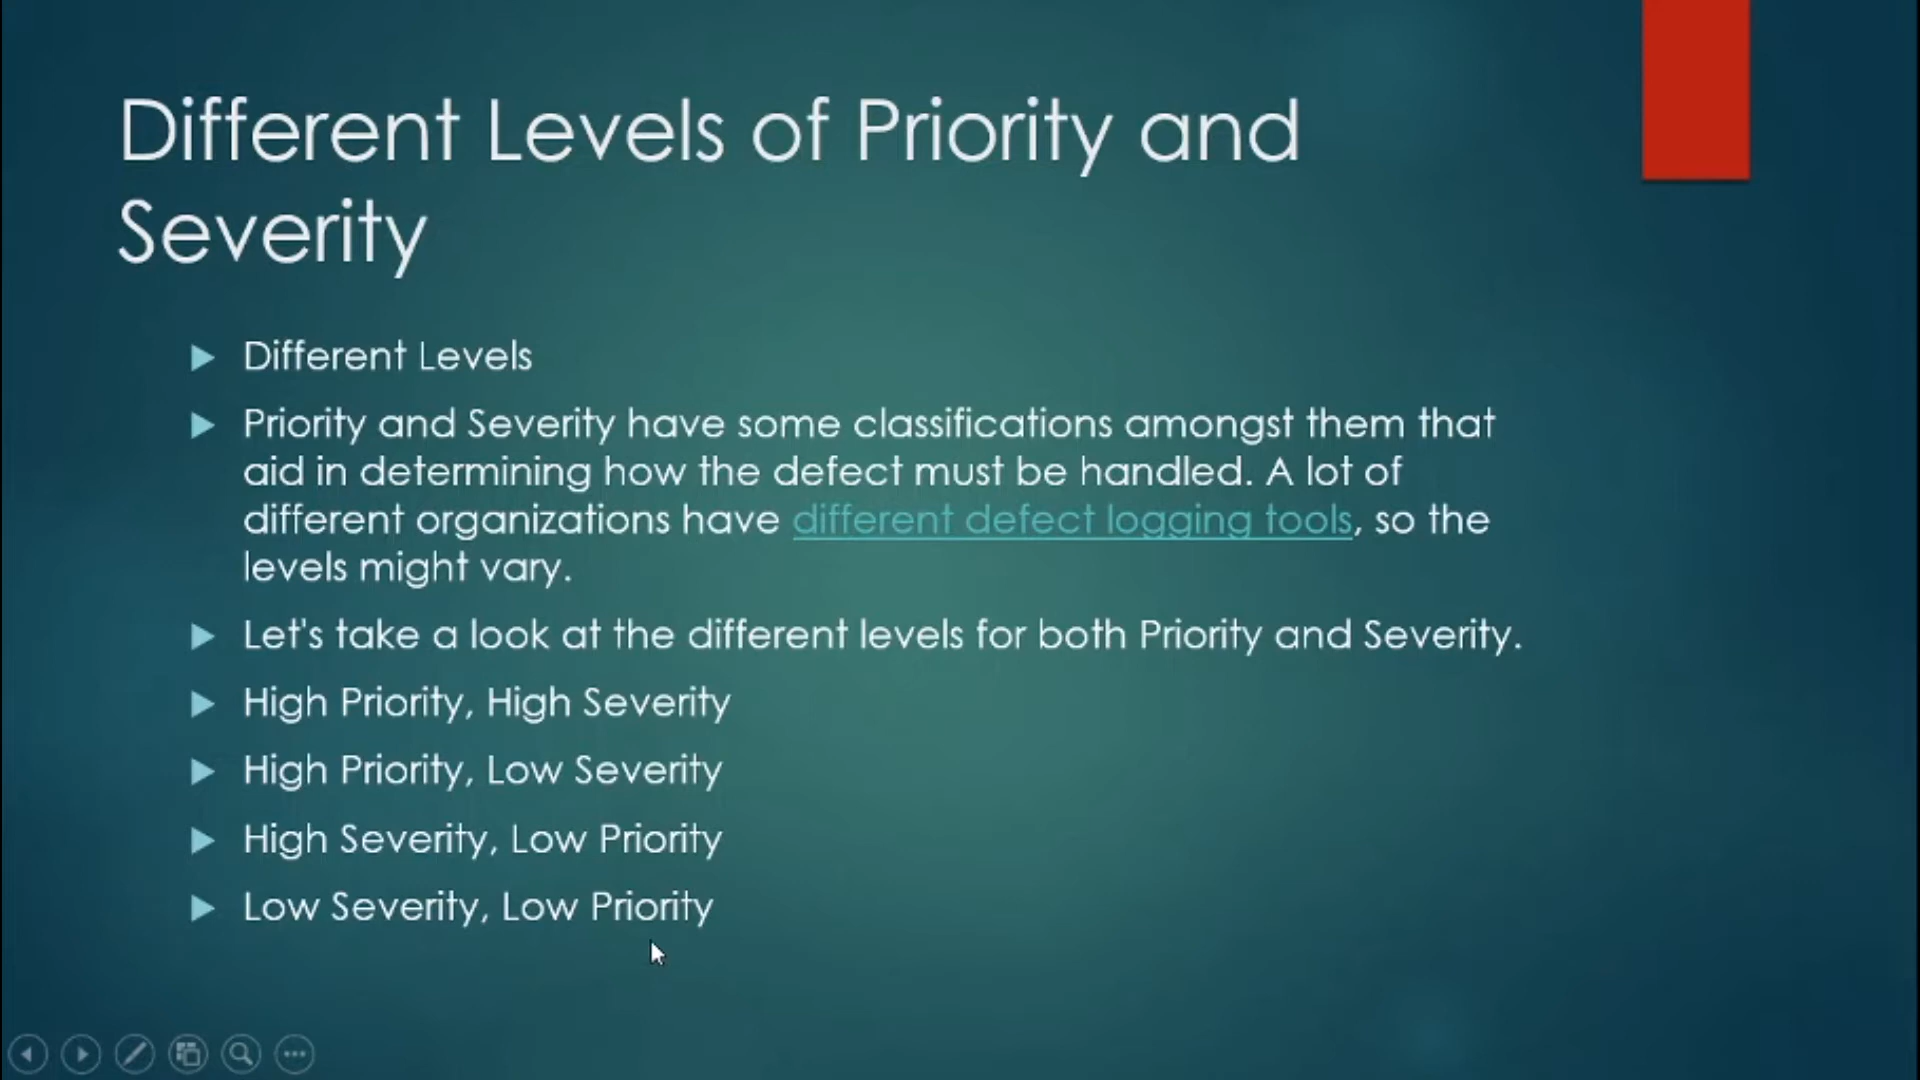 Different Levels of Priority and
Severity
Different Levels
Priority and Severity have some classifications amongst them that
aid in determining how the defect must be handled. A lot of
different organizations have different defect logging tools, so the
levels might vary.
Let's take a look at the different levels for both Priority and Severity.
High Priority, High Severity
High Priority, Low Severity
High Severity, Low Priority
Low Severity, Low Priority